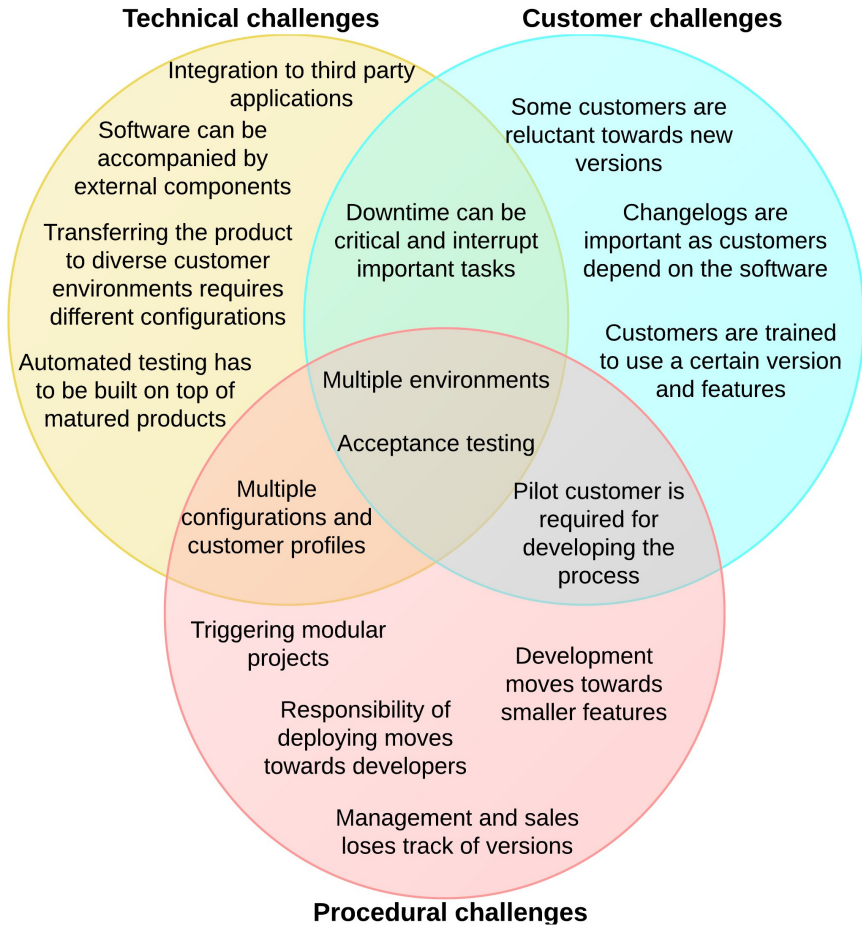 Technical challenges
Customer challenges
Integration to third party
applications
Software can be
accompanied by
external components
Transferring the product
to diverse customer
environments requires
different configurations
Automated testing has
to be built on top of
matured products
Downtime can be
critical and interrupt
important tasks
Some customers are
reluctant towards new
versions
Changelogs are
important as customers
depend on the software
Customers are trained
to use a certain version
and features
Multiple environments
Acceptance testing
Multiple
configurations and
customer profiles
Pilot customer is
required for
developing the
process
Triggering modular
projects
Development
moves towards
smaller features
Responsibility of
deploying moves
towards developers
Management and sales
loses track of versions
Procedural challenges